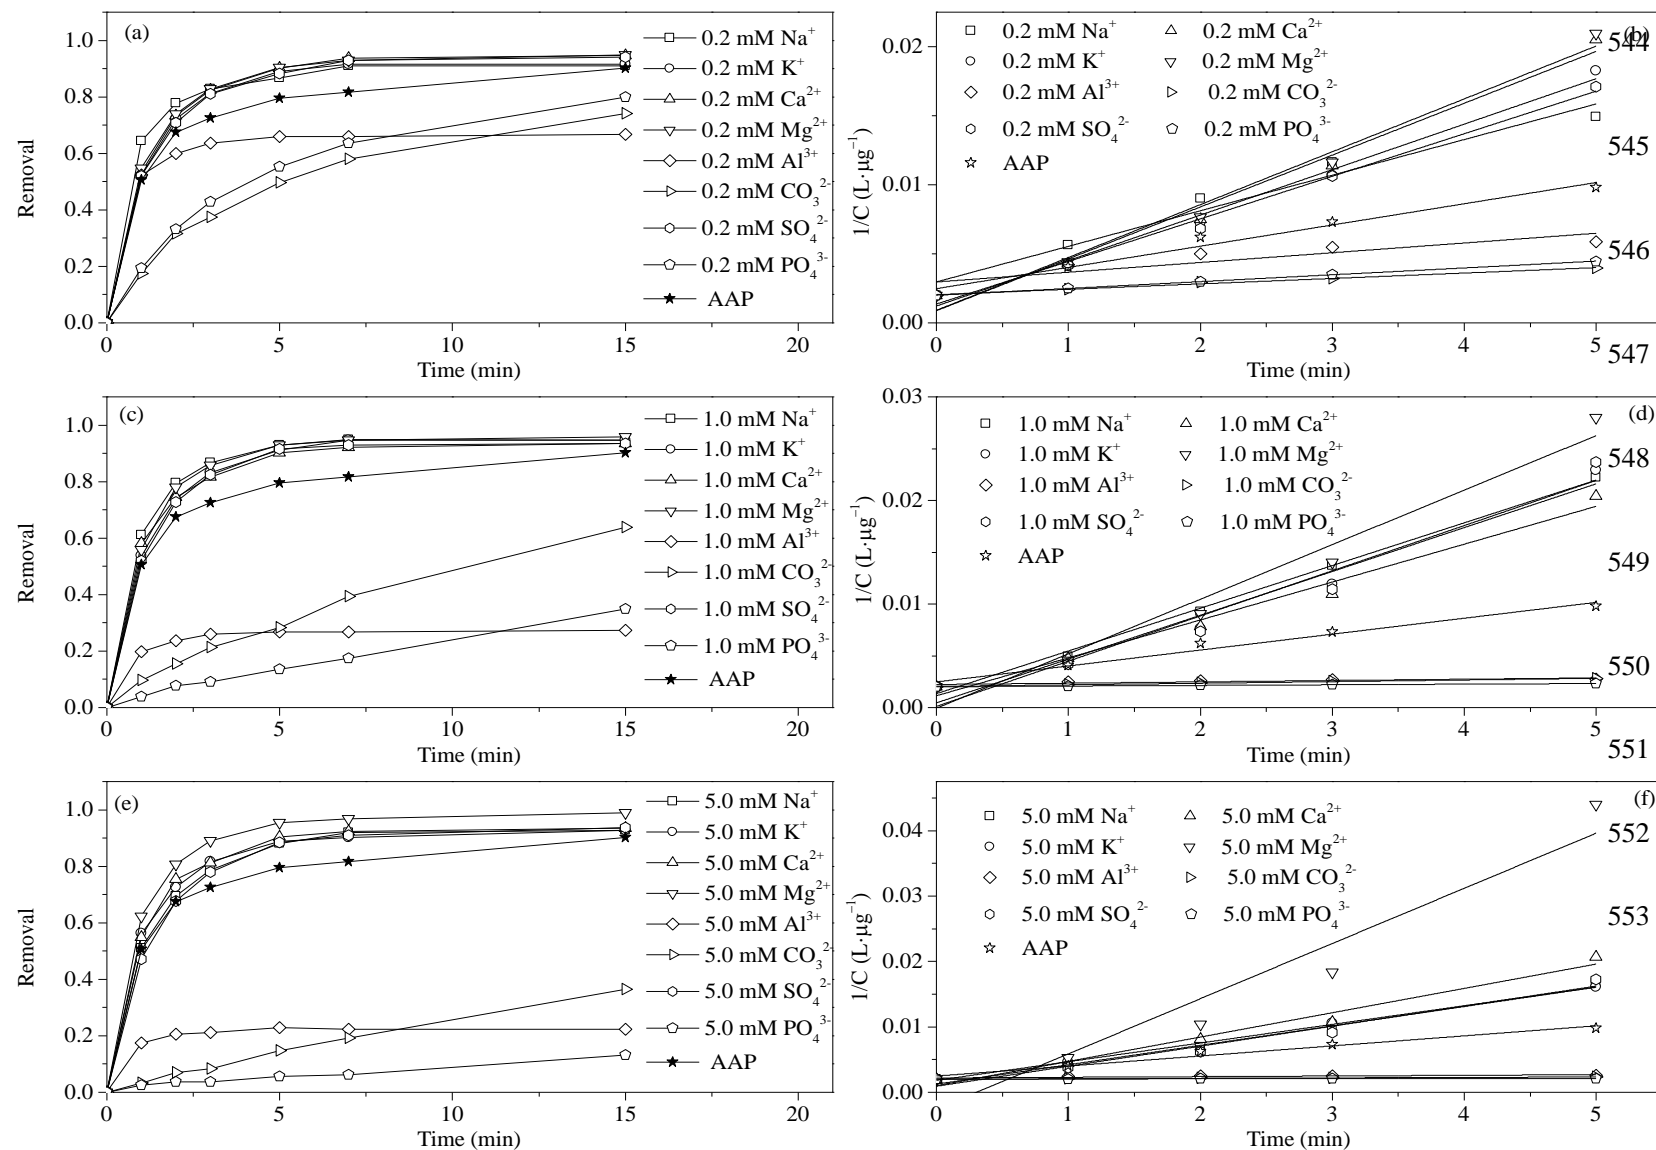 (a)
0.2 mM Na⁺
0.2 mM K⁺
0.2 mM Ca²⁺
0.2 mM Mg²⁺
0.2 mM Al³⁺
0.2 mM CO₃²⁻
0.2 mM SO₄²⁻
0.2 mM PO₄³⁻
AAP
Removal
1.0
0.8
0.6
0.4
0.2
0.0
0 5 10 15 20
Time (min)
(b)
0.2 mM Na⁺ 0.2 mM Ca²⁺
0.2 mM K⁺ 0.2 mM Mg²⁺
0.2 mM Al³⁺ 0.2 mM CO₃²⁻
0.2 mM SO₄²⁻ 0.2 mM PO₄³⁻
AAP
1/C (L·µg⁻¹)
0.02
0.01
0.00
0 1 2 3 4 5
Time (min)
544
545
546
547
(c)
1.0 mM Na⁺
1.0 mM K⁺
1.0 mM Ca²⁺
1.0 mM Mg²⁺
1.0 mM Al³⁺
1.0 mM CO₃²⁻
1.0 mM SO₄²⁻
1.0 mM PO₄³⁻
AAP
Removal
1.0
0.8
0.6
0.4
0.2
0.0
0 5 10 15 20
Time (min)
(d)
1.0 mM Na⁺ 1.0 mM Ca²⁺
1.0 mM K⁺ 1.0 mM Mg²⁺
1.0 mM Al³⁺ 1.0 mM CO₃²⁻
1.0 mM SO₄²⁻ 1.0 mM PO₄³⁻
AAP
1/C (L·µg⁻¹)
0.03
0.02
0.01
0.00
0 1 2 3 4 5
Time (min)
548
549
550
551
(e)
5.0 mM Na⁺
5.0 mM K⁺
5.0 mM Ca²⁺
5.0 mM Mg²⁺
5.0 mM Al³⁺
5.0 mM CO₃²⁻
5.0 mM SO₄²⁻
5.0 mM PO₄³⁻
AAP
Removal
1.0
0.8
0.6
0.4
0.2
0.0
0 5 10 15 20
Time (min)
(f)
5.0 mM Na⁺ 5.0 mM Ca²⁺
5.0 mM K⁺ 5.0 mM Mg²⁺
5.0 mM Al³⁺ 5.0 mM CO₃²⁻
5.0 mM SO₄²⁻ 5.0 mM PO₄³⁻
AAP
1/C (L·µg⁻¹)
0.04
0.03
0.02
0.01
0.00
0 1 2 3 4 5
Time (min)
552
553